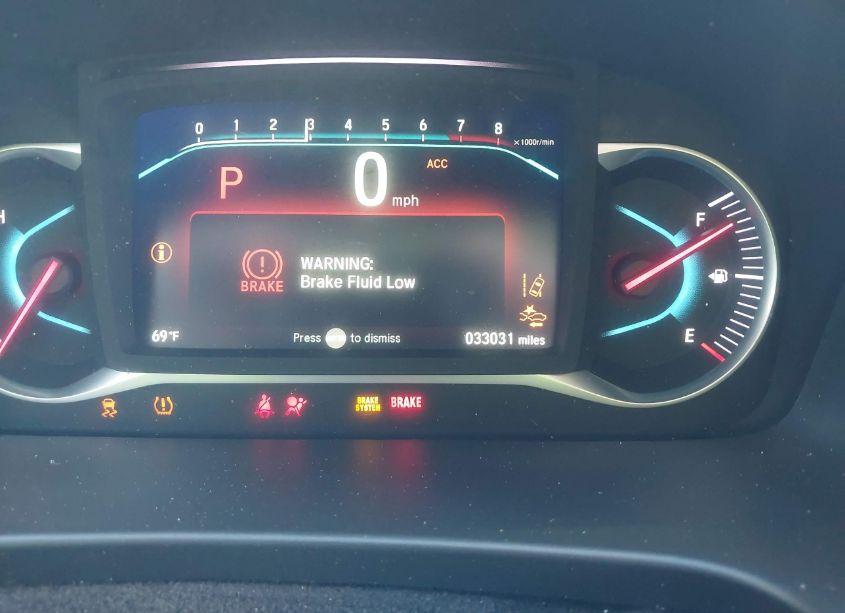 0 1 2 3 4 5 6 7 8 ×1000r/min
P 0 mph ACC
H
F
WARNING:
BRAKE Brake Fluid Low
E
69°F Press to dismiss 033031 miles
BRAKE
SYSTEM
BRAKE